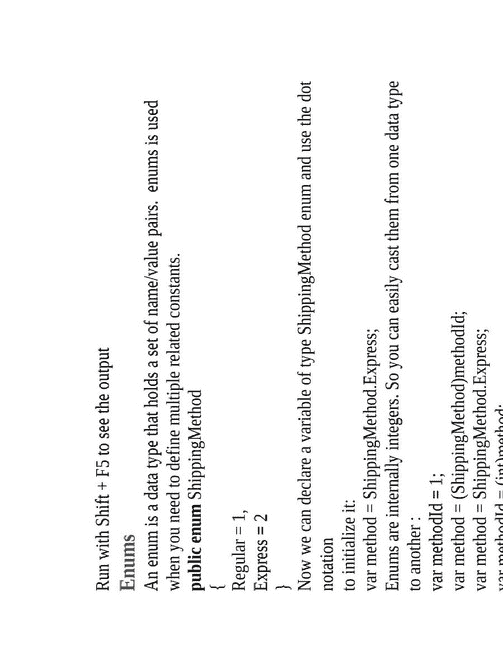 Run with Shift + F5 to see the output
Enums
An enum is a data type that holds a set of name/value pairs.  enums is used
when you need to define multiple related constants.
public enum ShippingMethod
{
Regular = 1,
Express = 2
}
Now we can declare a variable of type ShippingMethod enum and use the dot
notation
to initialize it:
var method = ShippingMethod.Express;
Enums are internally integers. So you can easily cast them from one data type
to another :
var methodId = 1;
var method = (ShippingMethod)methodId;
var method = ShippingMethod.Express;
var methodId = (int)method;